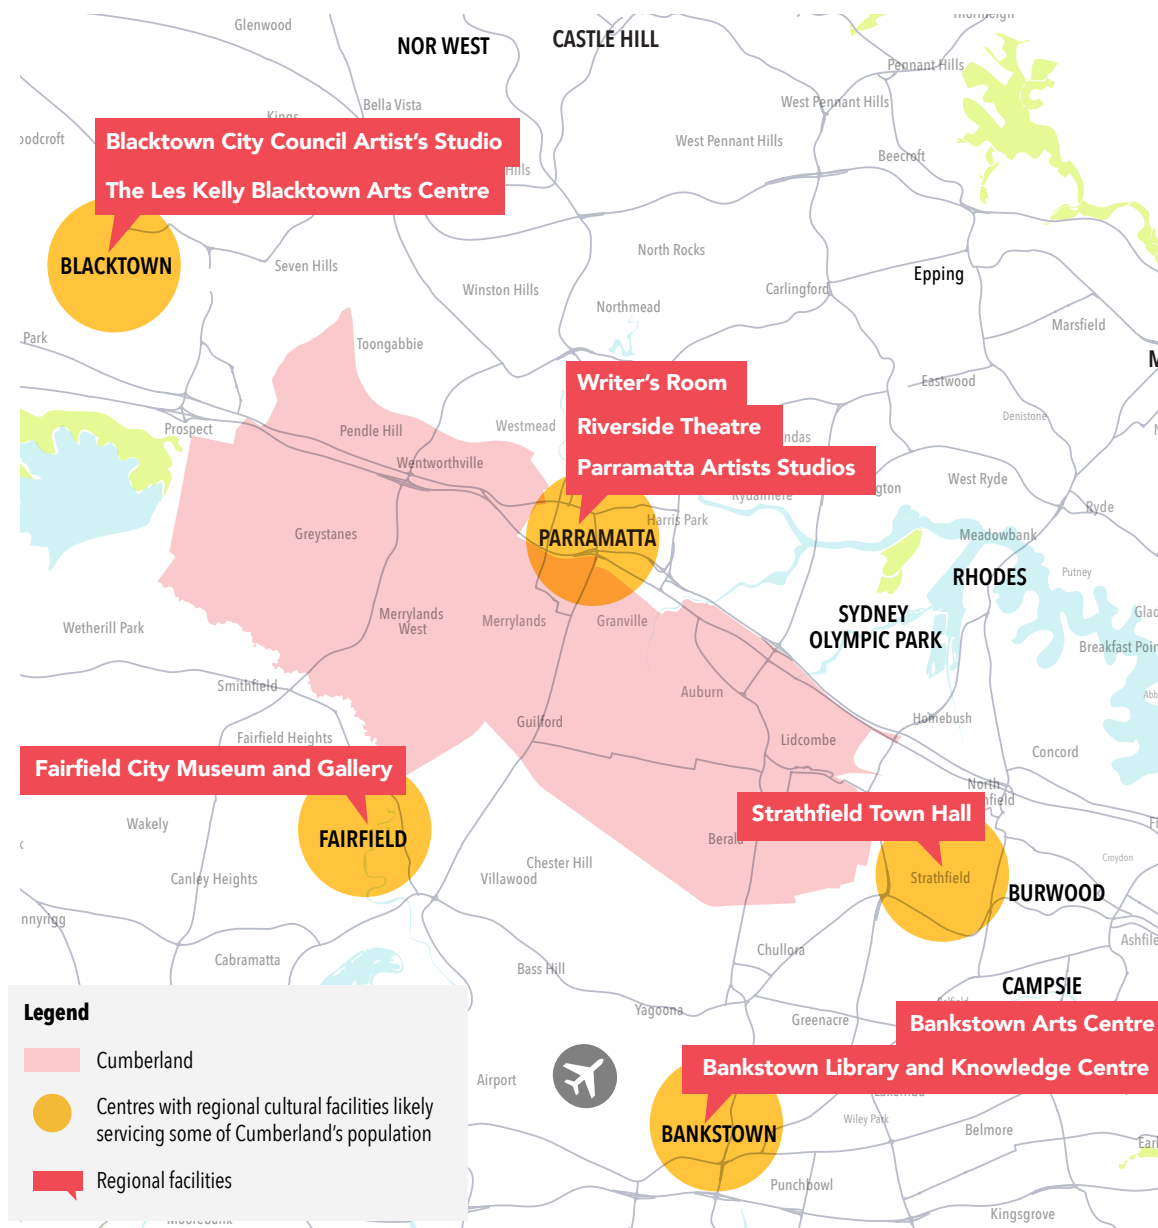 Glenwood
NOR WEST
CASTLE HILL
Pennant Hills
Bella Vista
West Pennant Hills
Kings
West Pennant Hills
Beecroft
Blacktown City Council Artist's Studio
Hills
The Les Kelly Blacktown Arts Centre
BLACKTOWN
Seven Hills
North Rocks
Epping
Winston Hills
Carlingford
Northmead
Marsfield
Park
Toongabbie
Writer's Room
Eastwood
Denistone
Prospect
Pendle Hill
Westmead
Riverside Theatre
Wentworthville
Parramatta Artists Studios
West Ryde
Ryde
Greystanes
Harris Park
PARRAMATTA
Meadowbank
RHODES
Putney
Wetherill Park
Merrylands
West
Merrylands
Granville
SYDNEY
OLYMPIC PARK
Breakfast Poin
Smithfield
Auburn
Guilford
Homebush
Fairfield Heights
Lidcombe
Concord
Fairfield City Museum and Gallery
North
Strathfield Town Hall
Wakely
FAIRFIELD
Chester Hill
Croydon
Canley Heights
Villawood
Strathfield
BURWOOD
nnyrigg
Chullora
Ashfie
Cabramatta
Bass Hill
CAMPSIE
Yagoona
Greenacre
Bankstown Arts Centre
Bankstown Library and Knowledge Centre
Airport
Wiley Park
Belmore
BANKSTOWN
Punchbowl
Kingsgrove
Legend
Cumberland
Centres with regional cultural facilities likely
servicing some of Cumberland's population
Regional facilities